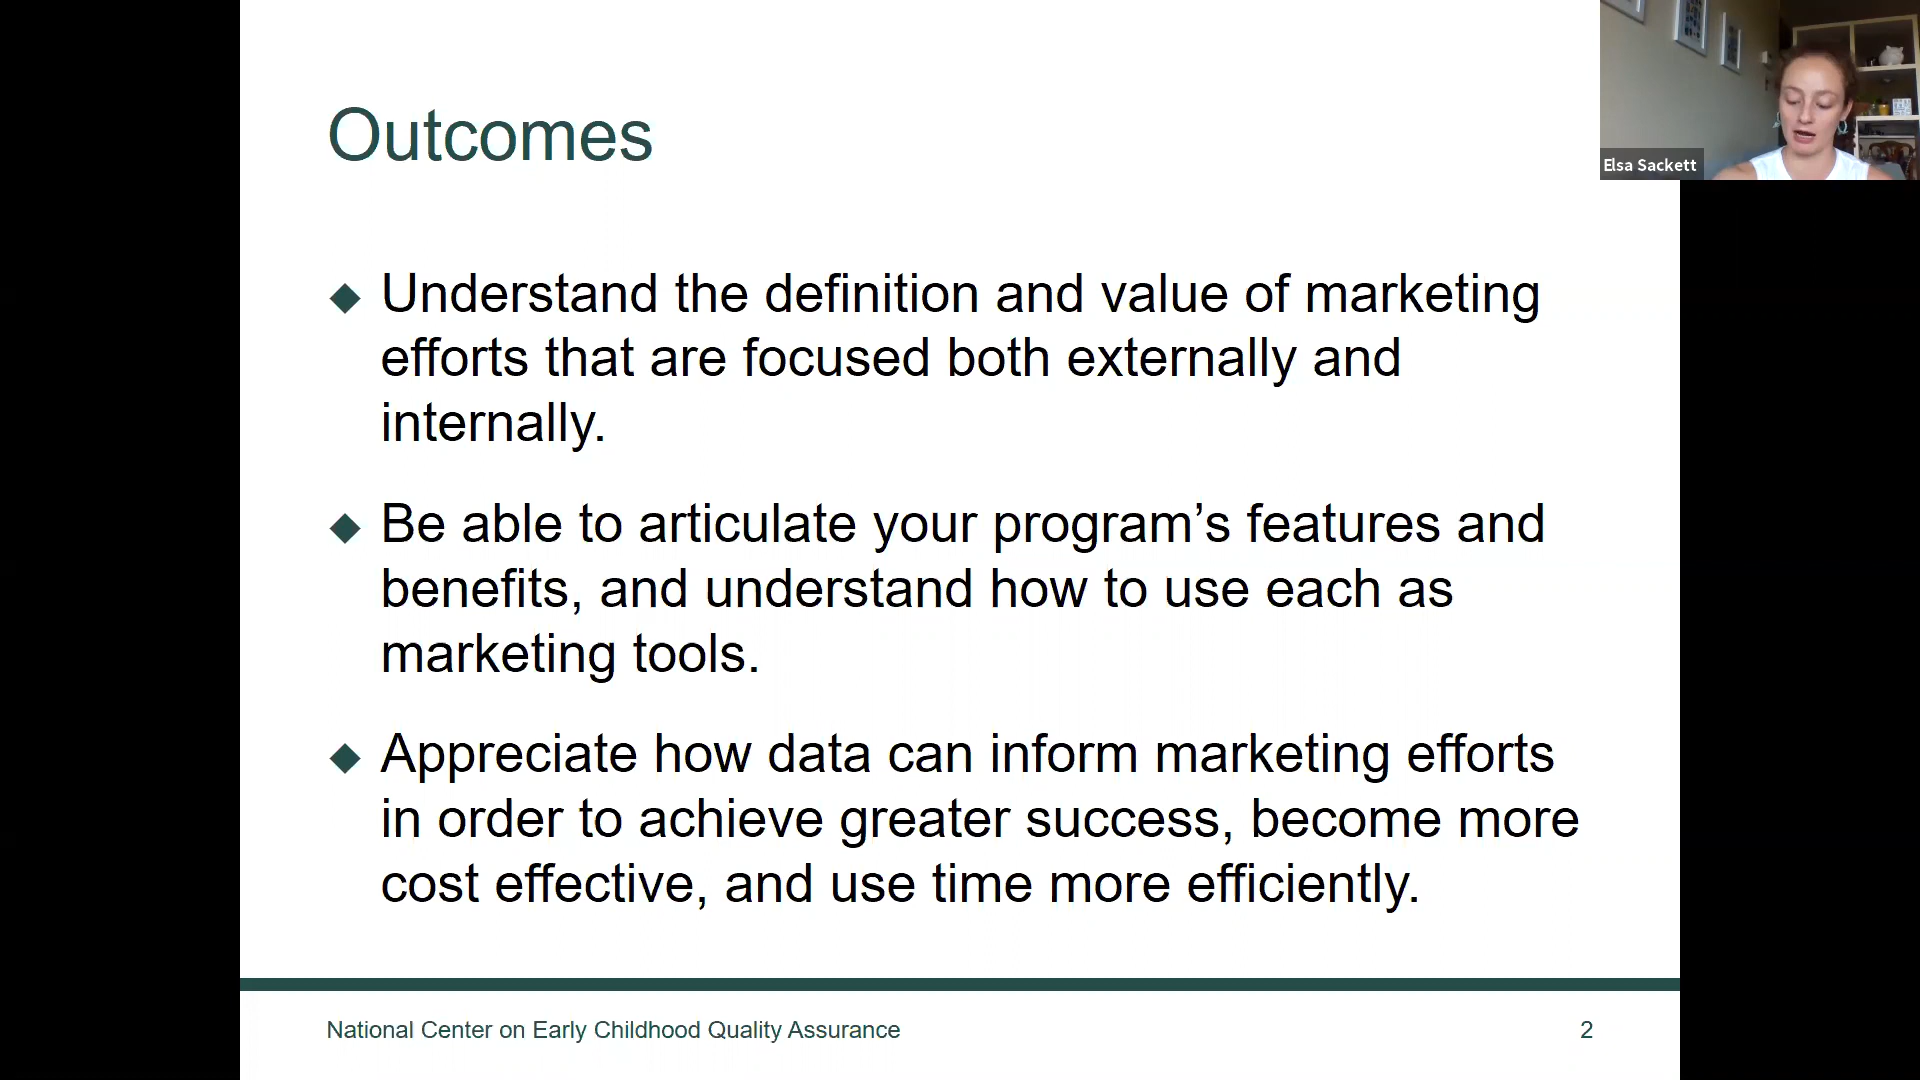 Outcomes
Elsa Sackett
Understand the definition and value of marketing
efforts that are focused both externally and
internally.
Be able to articulate your program’s features and
benefits, and understand how to use each as
marketing tools.
Appreciate how data can inform marketing efforts
in order to achieve greater success, become more
cost effective, and use time more efficiently.
National Center on Early Childhood Quality Assurance
2